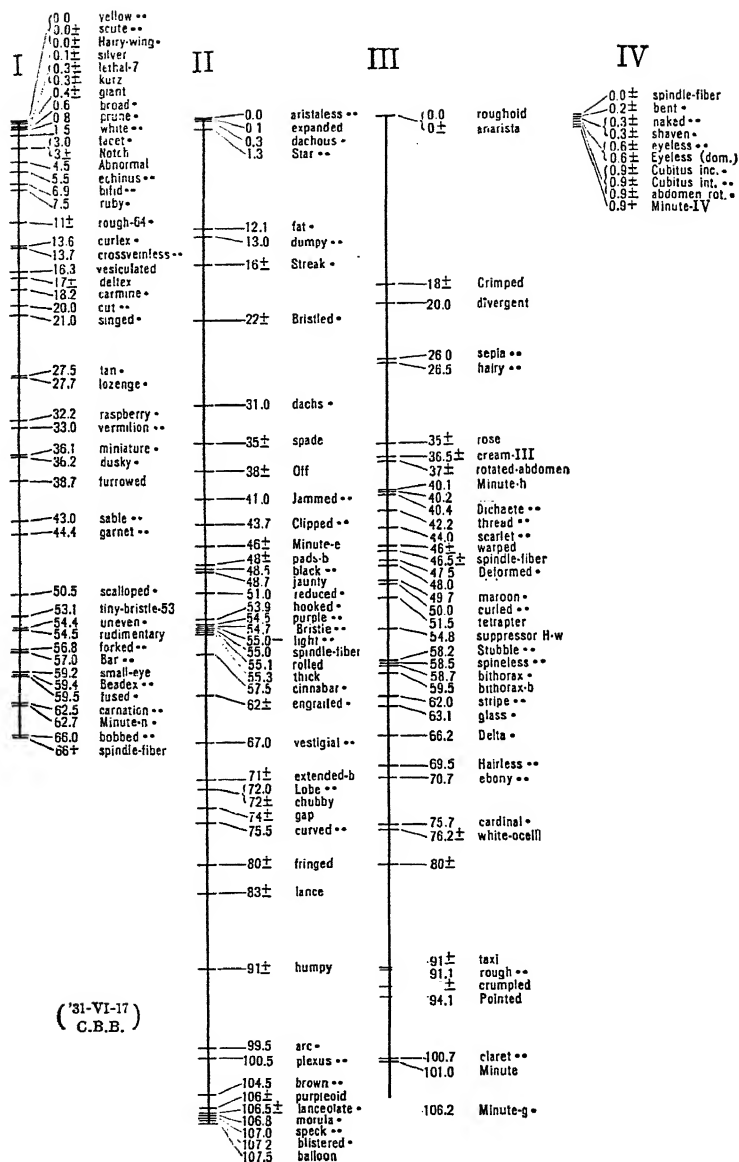 I
0.0 yellow ••
0.0± scute ••
0.0± Hairy-wing •
0.1± silver
0.3± lethal-7
0.3± kurz
0.4± giant
0.6 broad •
0.8 prune •
1.5 white ••
3.0 facet •
3± Notch
4.5 Abnormal
5.5 echinus ••
6.9 bifid ••
7.5 ruby •
11± rough-64 •
13.6 curlex •
13.7 crossveinless ••
16.3 vesiculated
17± deltex
18.2 carmine •
20.0 cut ••
21.0 singed •
27.5 tan •
27.7 lozenge •
32.2 raspberry •
33.0 vermilion ••
36.1 miniature •
36.2 dusky •
38.7 furrowed
43.0 sable ••
44.4 garnet ••
50.5 scalloped •
53.1 tiny-bristle-53
54.4 uneven •
54.5 rudimentary
56.8 forked ••
57.0 Bar ••
59.2 small-eye
59.4 Beadex ••
59.5 fused •
62.5 carnation ••
62.7 Minute-n •
66.0 bobbed ••
66+ spindle-fiber
('31-VI-17
C.B.B.)
II
0.0 aristaless ••
0.1 expanded
0.3 dachous •
1.3 Star ••
12.1 fat •
13.0 dumpy ••
16± Streak •
22± Bristled •
31.0 dachs •
35± spade
38± Off
41.0 Jammed ••
43.7 Clipped ••
46± Minute-e
48± pads-b
48.5 black ••
48.7 jaunty
51.0 reduced •
53.9 hooked •
54.5 purple ••
54.7 Bristle ••
55.0 light ••
55.0 spindle-fiber
55.1 rolled
55.3 thick
57.5 cinnabar •
62± engrailed •
67.0 vestigial ••
71± extended-b
72.0 Lobe ••
72± chubby
74± gap
75.5 curved ••
80± fringed
83± lance
91± humpy
99.5 arc •
100.5 plexus ••
104.5 brown ••
106± purpleoid
106.5± lanceolate •
106.8 morula •
107.0 speck ••
107.2 blistered •
107.5 balloon
III
0.0 roughoid
0± anarista
18± Crimped
20.0 divergent
26.0 sepia ••
26.5 hairy ••
35± rose
36.5± cream-III
37± rotated-abdomen
40.1 Minute-h
40.2
40.4 Dichaete ••
42.2 thread ••
44.0 scarlet ••
46± warped
46.5± spindle-fiber
47.5 Deformed •
48.0
49.7 maroon •
50.0 curled ••
51.5 tetrapter
54.8 suppressor H-w
58.2 Stubble ••
58.5 spineless ••
58.7 bithorax •
59.5 bithorax-b
62.0 stripe ••
63.1 glass •
66.2 Delta •
69.5 Hairless ••
70.7 ebony ••
75.7 cardinal •
76.2± white-ocelli
80±
91± taxi
91.1 rough ••
± crumpled
94.1 Pointed
100.7 claret ••
101.0 Minute
106.2 Minute-g •
IV
0.0± spindle-fiber
0.2± bent •
0.3± naked ••
0.3± shaven •
0.6± eyeless ••
0.6± Eyeless (dom.)
0.9± Cubitus inc. •
0.9± Cubitus int. ••
0.9± abdomen rot. •
0.9+ Minute-IV